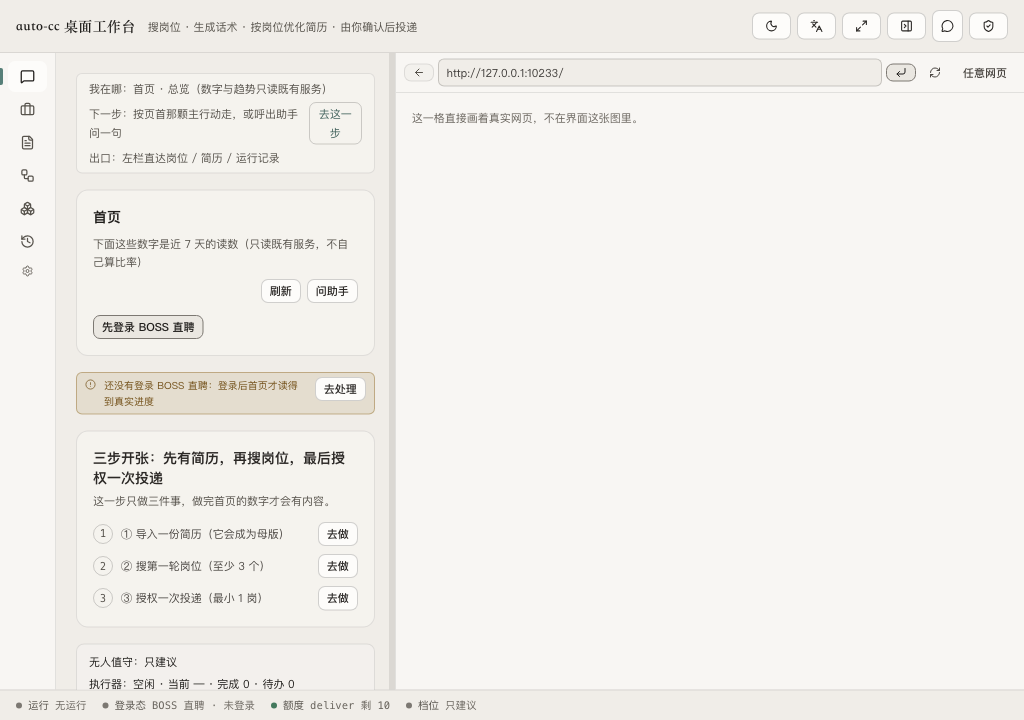 auto-cc 桌面工作台
搜岗位 · 生成话术 · 按岗位优化简历 · 由你确认后投递
http://127.0.0.1:10233/
任意网页
我在哪：首页 · 总览（数字与趋势只读既有服务）
下一步：按页首那颗主行动走，或呼出助手
问一句
去这一
步
出口：左栏直达岗位 / 简历 / 运行记录
这一格直接画着真实网页，不在界面这张图里。
首页
下面这些数字是近 7 天的读数（只读既有服务，不自
己算比率）
刷新
问助手
先登录 BOSS 直聘
还没有登录 BOSS 直聘：登录后首页才读得
到真实进度
去处理
三步开张：先有简历，再搜岗位，最后授
权一次投递
这一步只做三件事，做完首页的数字才会有内容。
1 ① 导入一份简历（它会成为母版） 去做
2 ② 搜第一轮岗位（至少 3 个） 去做
3 ③ 授权一次投递（最小 1 岗） 去做
无人值守：只建议
执行器：空闲 · 当前 — · 完成 0 · 待办 0
运行 无运行 登录态 BOSS 直聘 · 未登录 额度 deliver 剩 10 档位 只建议